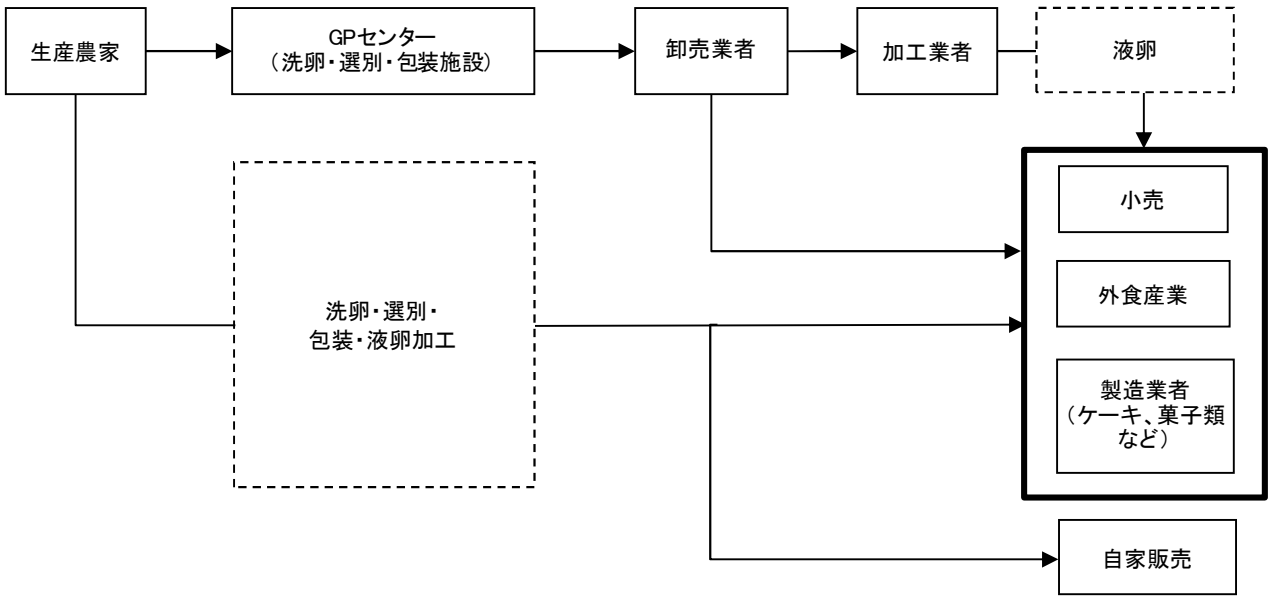 生産農家
GPセンター
(洗卵・選別・包装施設)
卸売業者
加工業者
液卵
小売
外食産業
製造業者
(ケーキ、菓子類
など)
洗卵・選別・
包装・液卵加工
自家販売